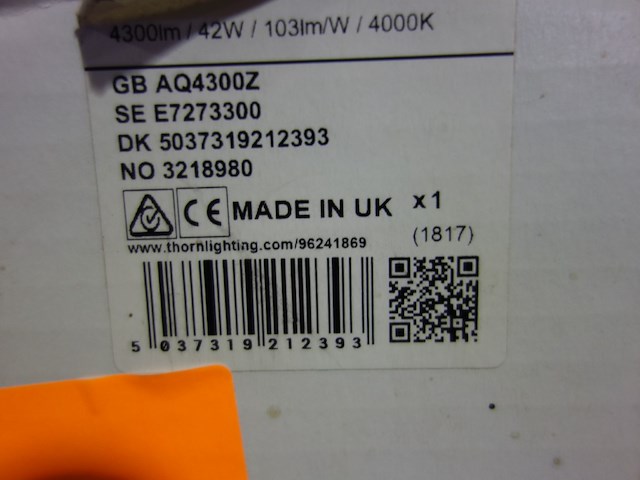 4300lm / 42W / 103lm/W / 4000K
GB AQ4300Z
SE E7273300
DK 5037319212393
NO 3218980
CE MADE IN UK x1
www.thornlighting.com/96241869 (1817)
5 037319 212393